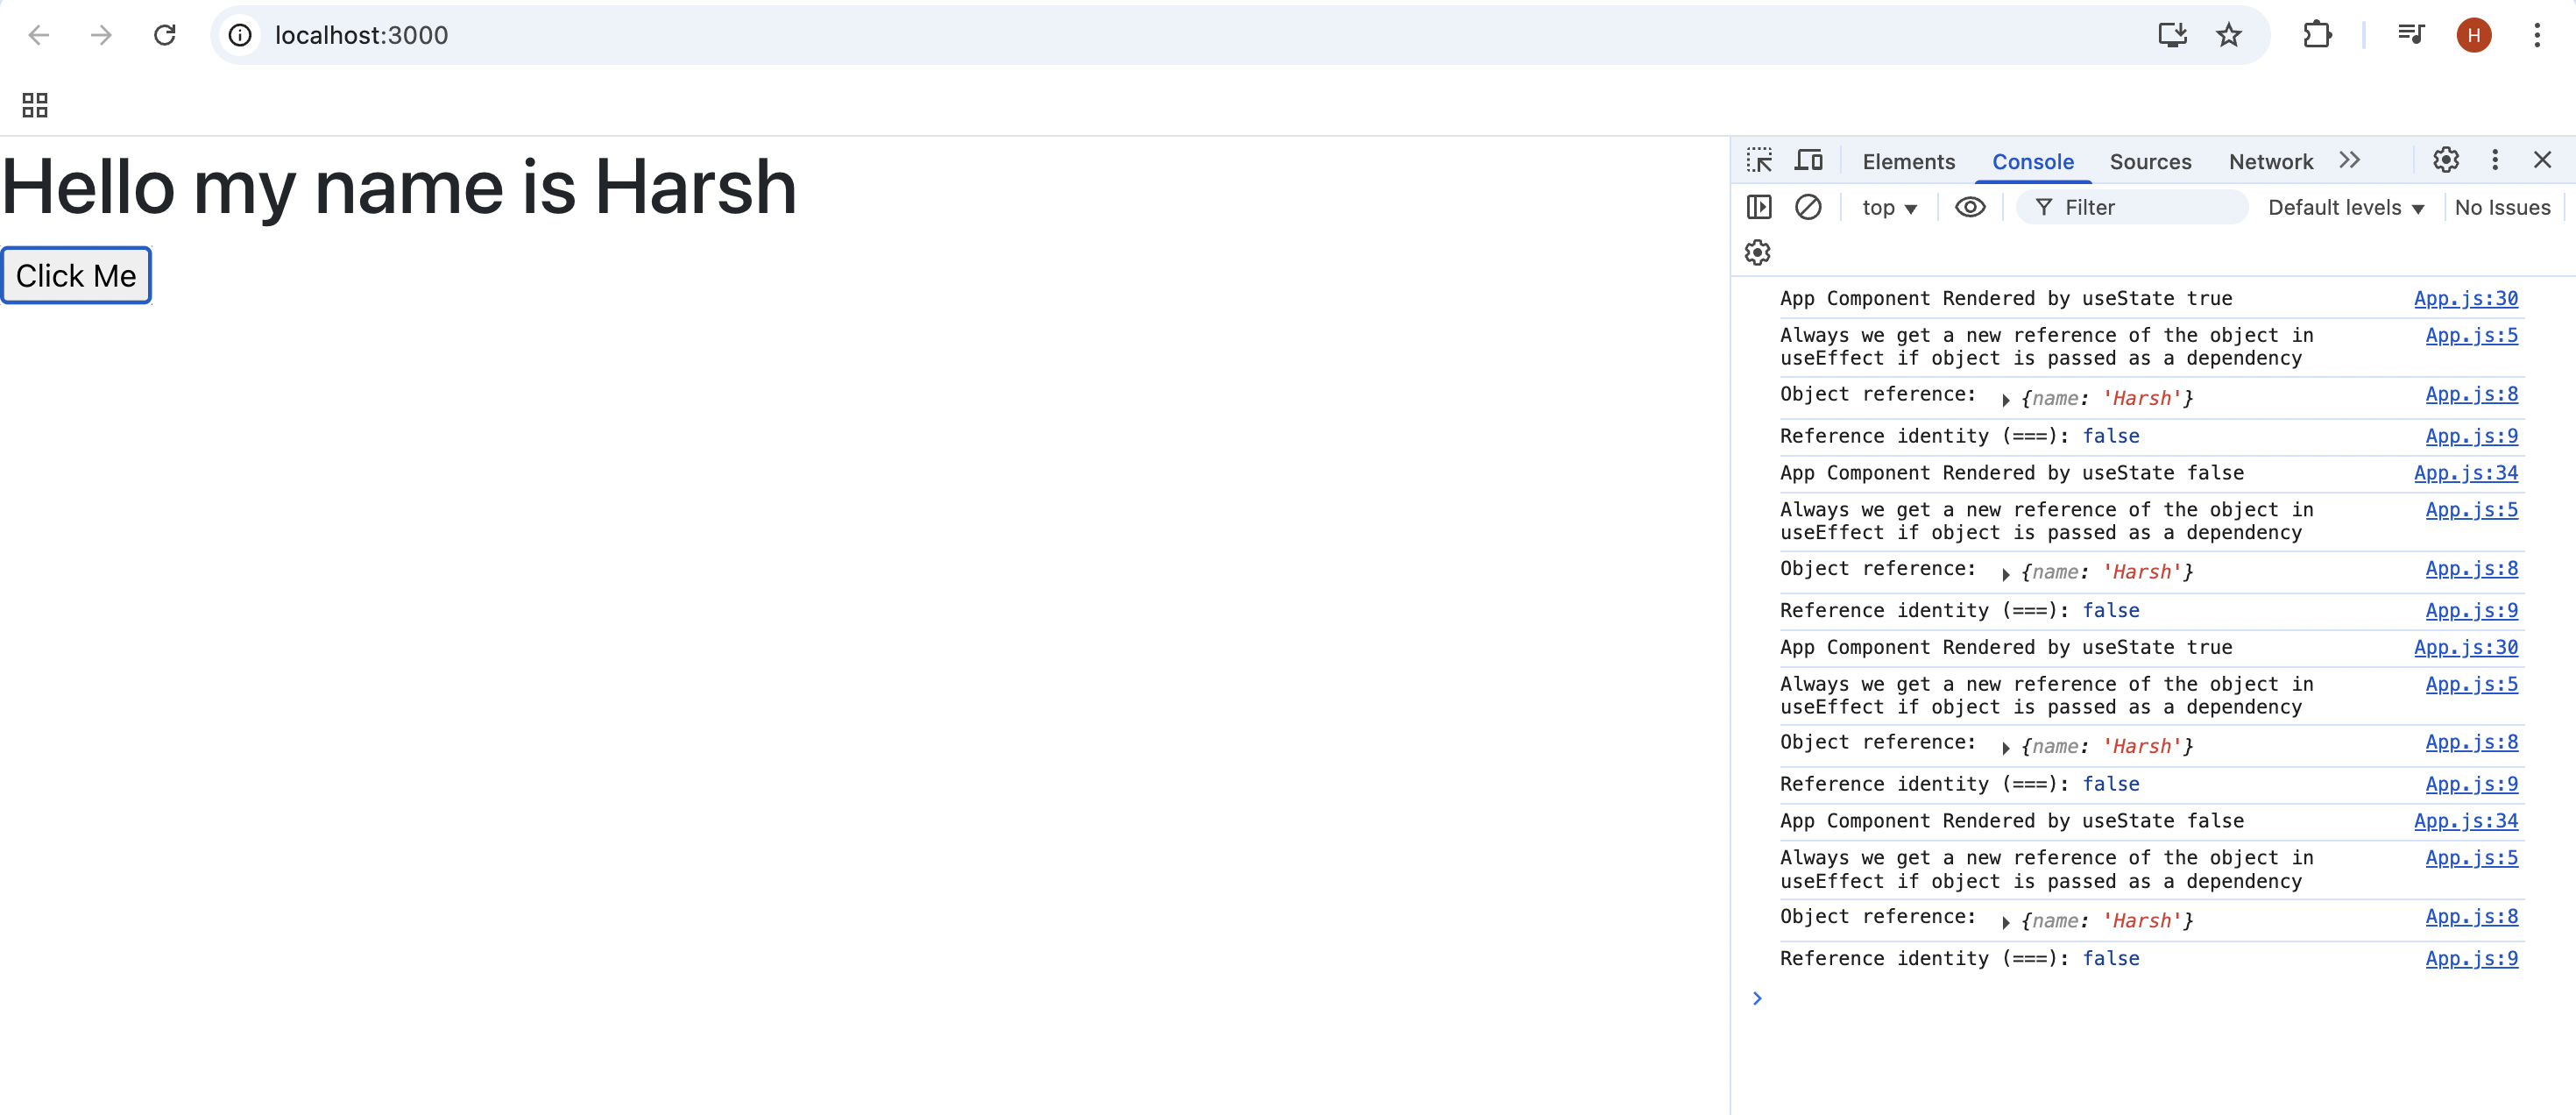 localhost:3000
H
Hello my name is Harsh
Click Me
Elements Console Sources Network
top Filter Default levels No Issues
App Component Rendered by useState true App.js:30
Always we get a new reference of the object in App.js:5
useEffect if object is passed as a dependency
Object reference: {name: 'Harsh'} App.js:8
Reference identity (===): false App.js:9
App Component Rendered by useState false App.js:34
Always we get a new reference of the object in App.js:5
useEffect if object is passed as a dependency
Object reference: {name: 'Harsh'} App.js:8
Reference identity (===): false App.js:9
App Component Rendered by useState true App.js:30
Always we get a new reference of the object in App.js:5
useEffect if object is passed as a dependency
Object reference: {name: 'Harsh'} App.js:8
Reference identity (===): false App.js:9
App Component Rendered by useState false App.js:34
Always we get a new reference of the object in App.js:5
useEffect if object is passed as a dependency
Object reference: {name: 'Harsh'} App.js:8
Reference identity (===): false App.js:9